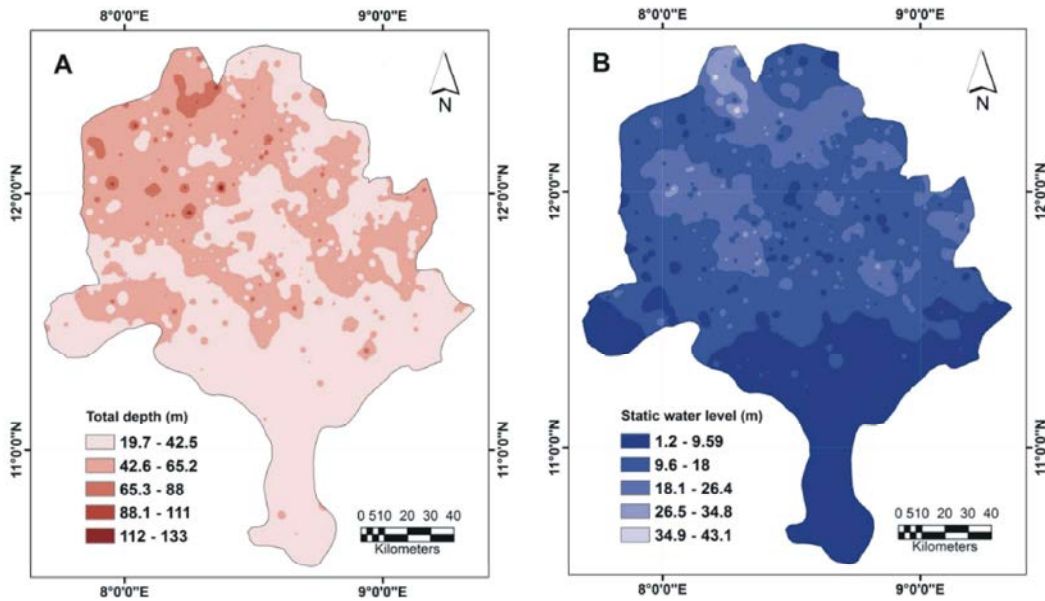 8°0'0"E 9°0'0"E
A
N
12°0'0"N
12°0'0"N
11°0'0"N
11°0'0"N
Total depth (m)
19.7 - 42.5
42.6 - 65.2
65.3 - 88
88.1 - 111
112 - 133
0 5 10 20 30 40
Kilometers
8°0'0"E 9°0'0"E
8°0'0"E 9°0'0"E
B
N
12°0'0"N
12°0'0"N
11°0'0"N
11°0'0"N
Static water level (m)
1.2 - 9.59
9.6 - 18
18.1 - 26.4
26.5 - 34.8
34.9 - 43.1
0 5 10 20 30 40
Kilometers
8°0'0"E 9°0'0"E